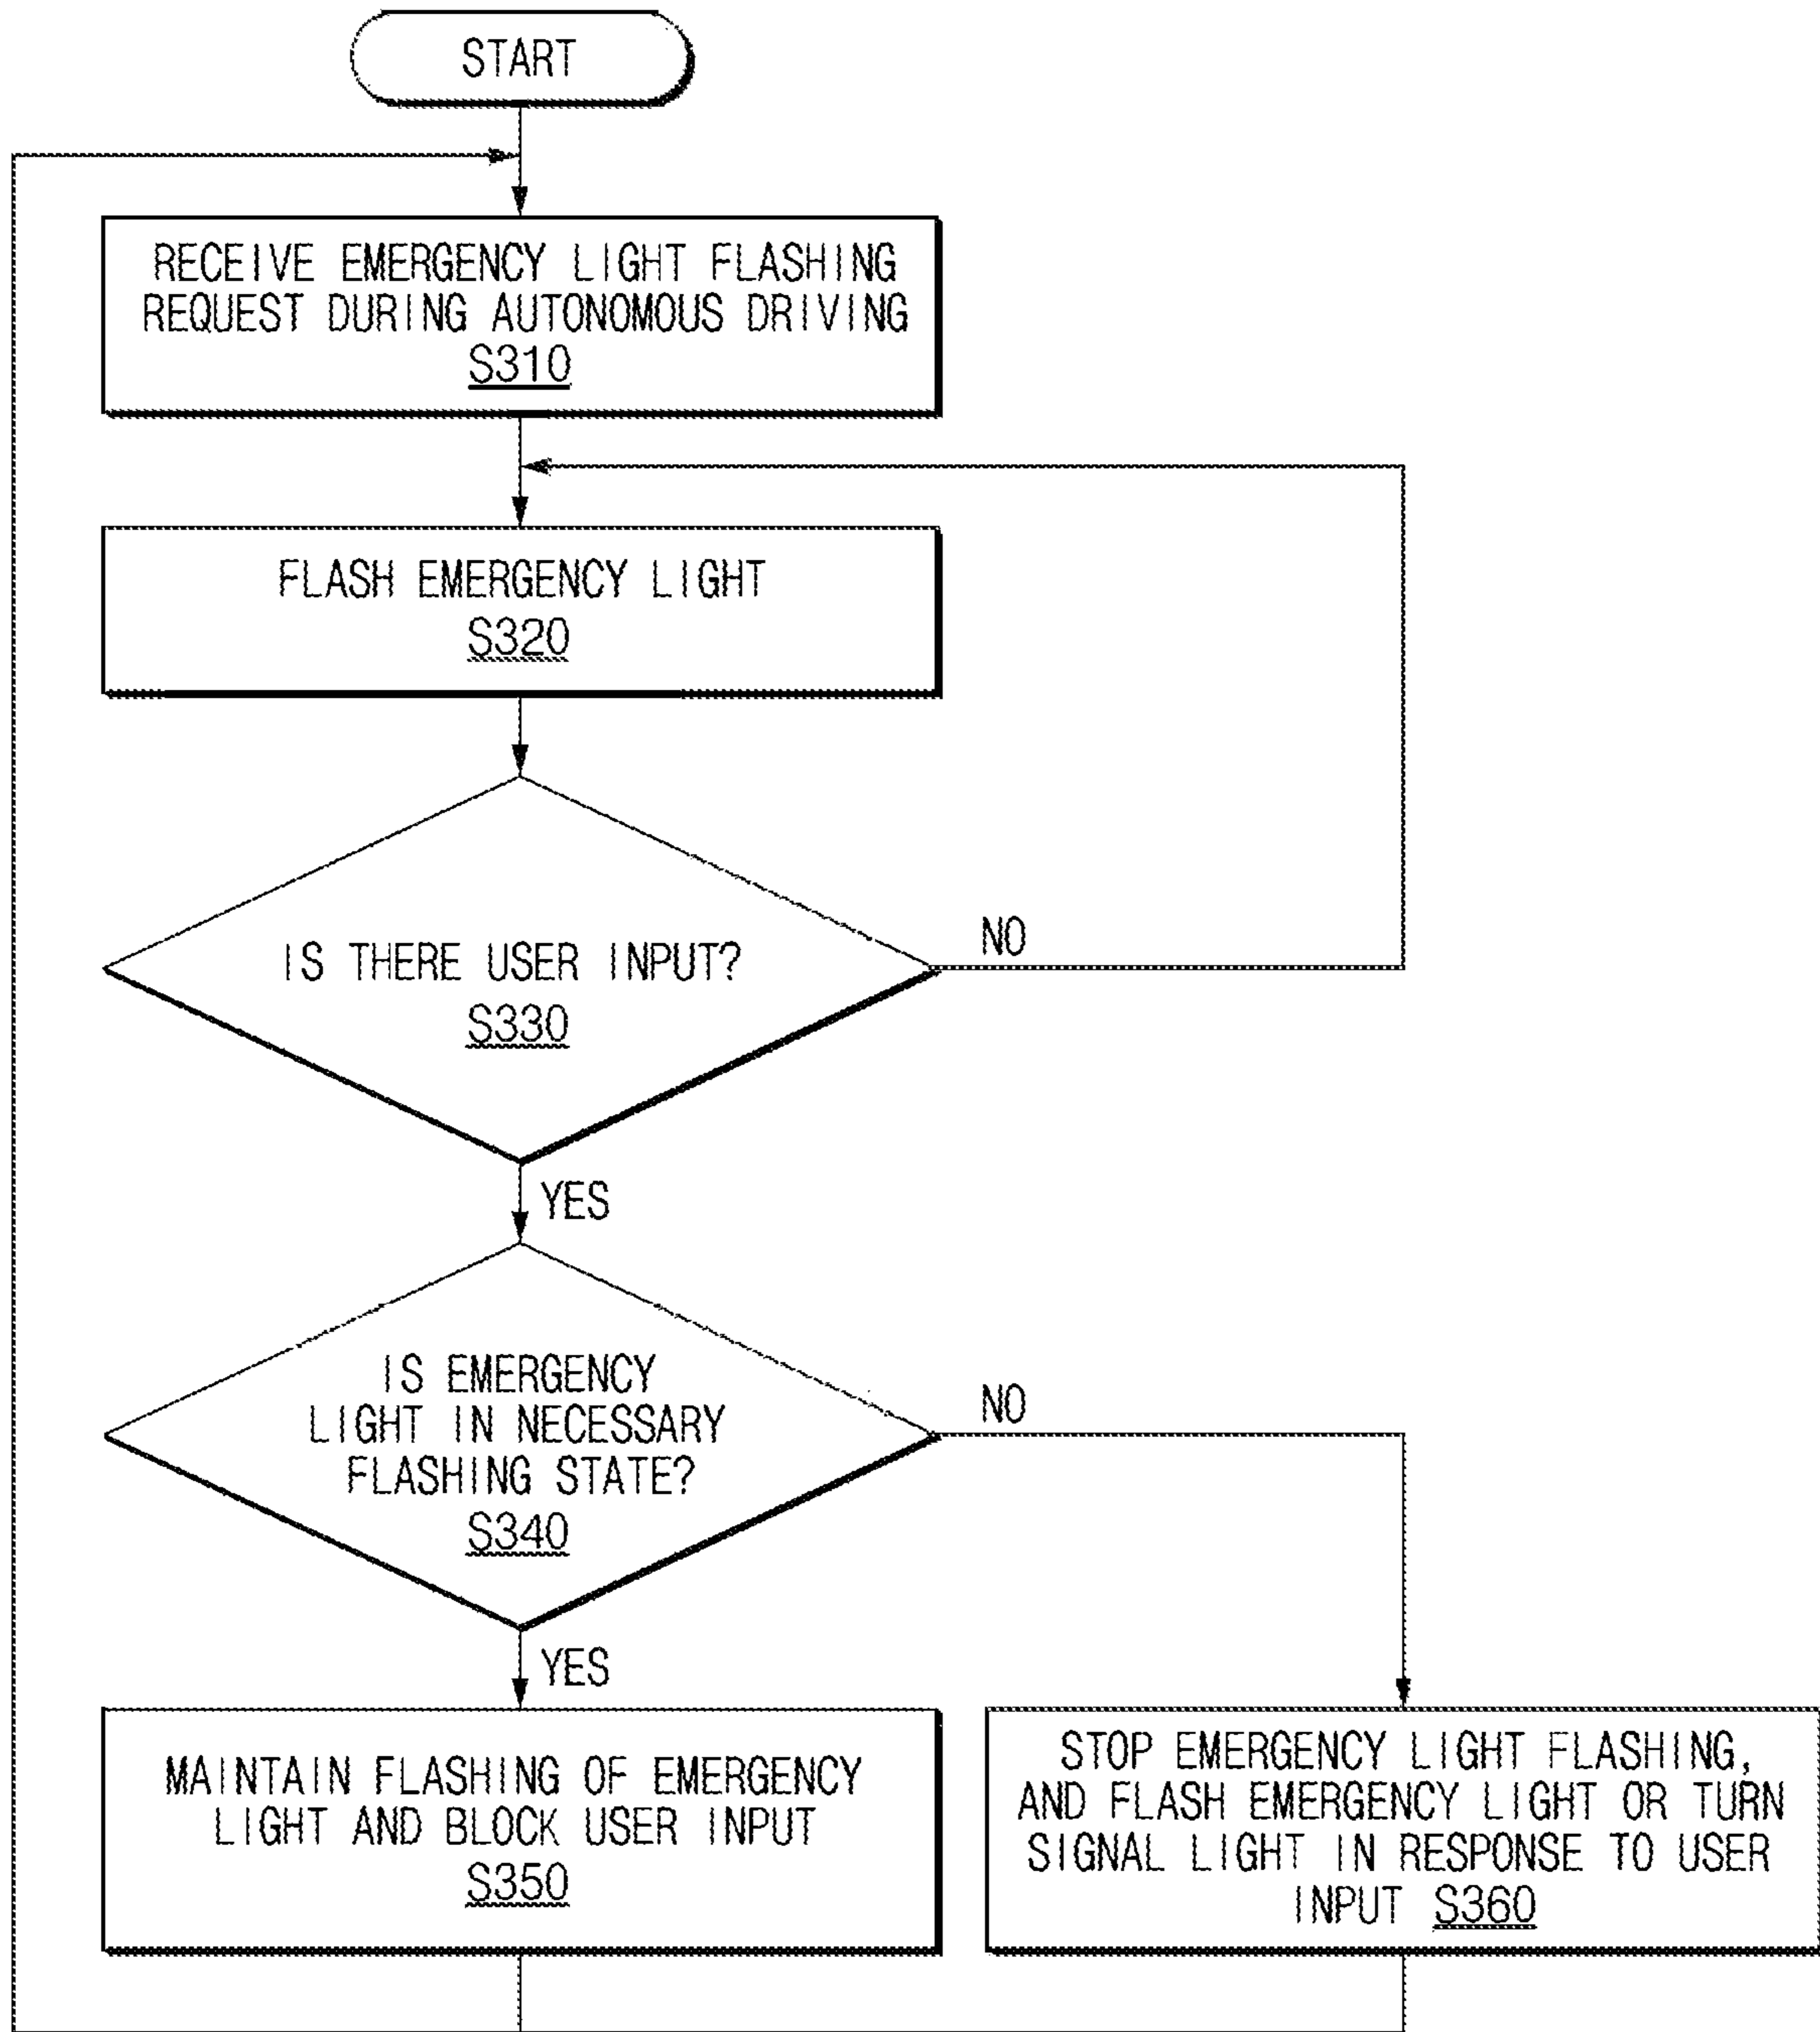 START
RECEIVE EMERGENCY LIGHT FLASHING
REQUEST DURING AUTONOMOUS DRIVING
S310
FLASH EMERGENCY LIGHT
S320
IS THERE USER INPUT?
S330
NO
YES
IS EMERGENCY
LIGHT IN NECESSARY
FLASHING STATE?
S340
NO
YES
MAINTAIN FLASHING OF EMERGENCY
LIGHT AND BLOCK USER INPUT
S350
STOP EMERGENCY LIGHT FLASHING,
AND FLASH EMERGENCY LIGHT OR TURN
SIGNAL LIGHT IN RESPONSE TO USER
INPUT S360